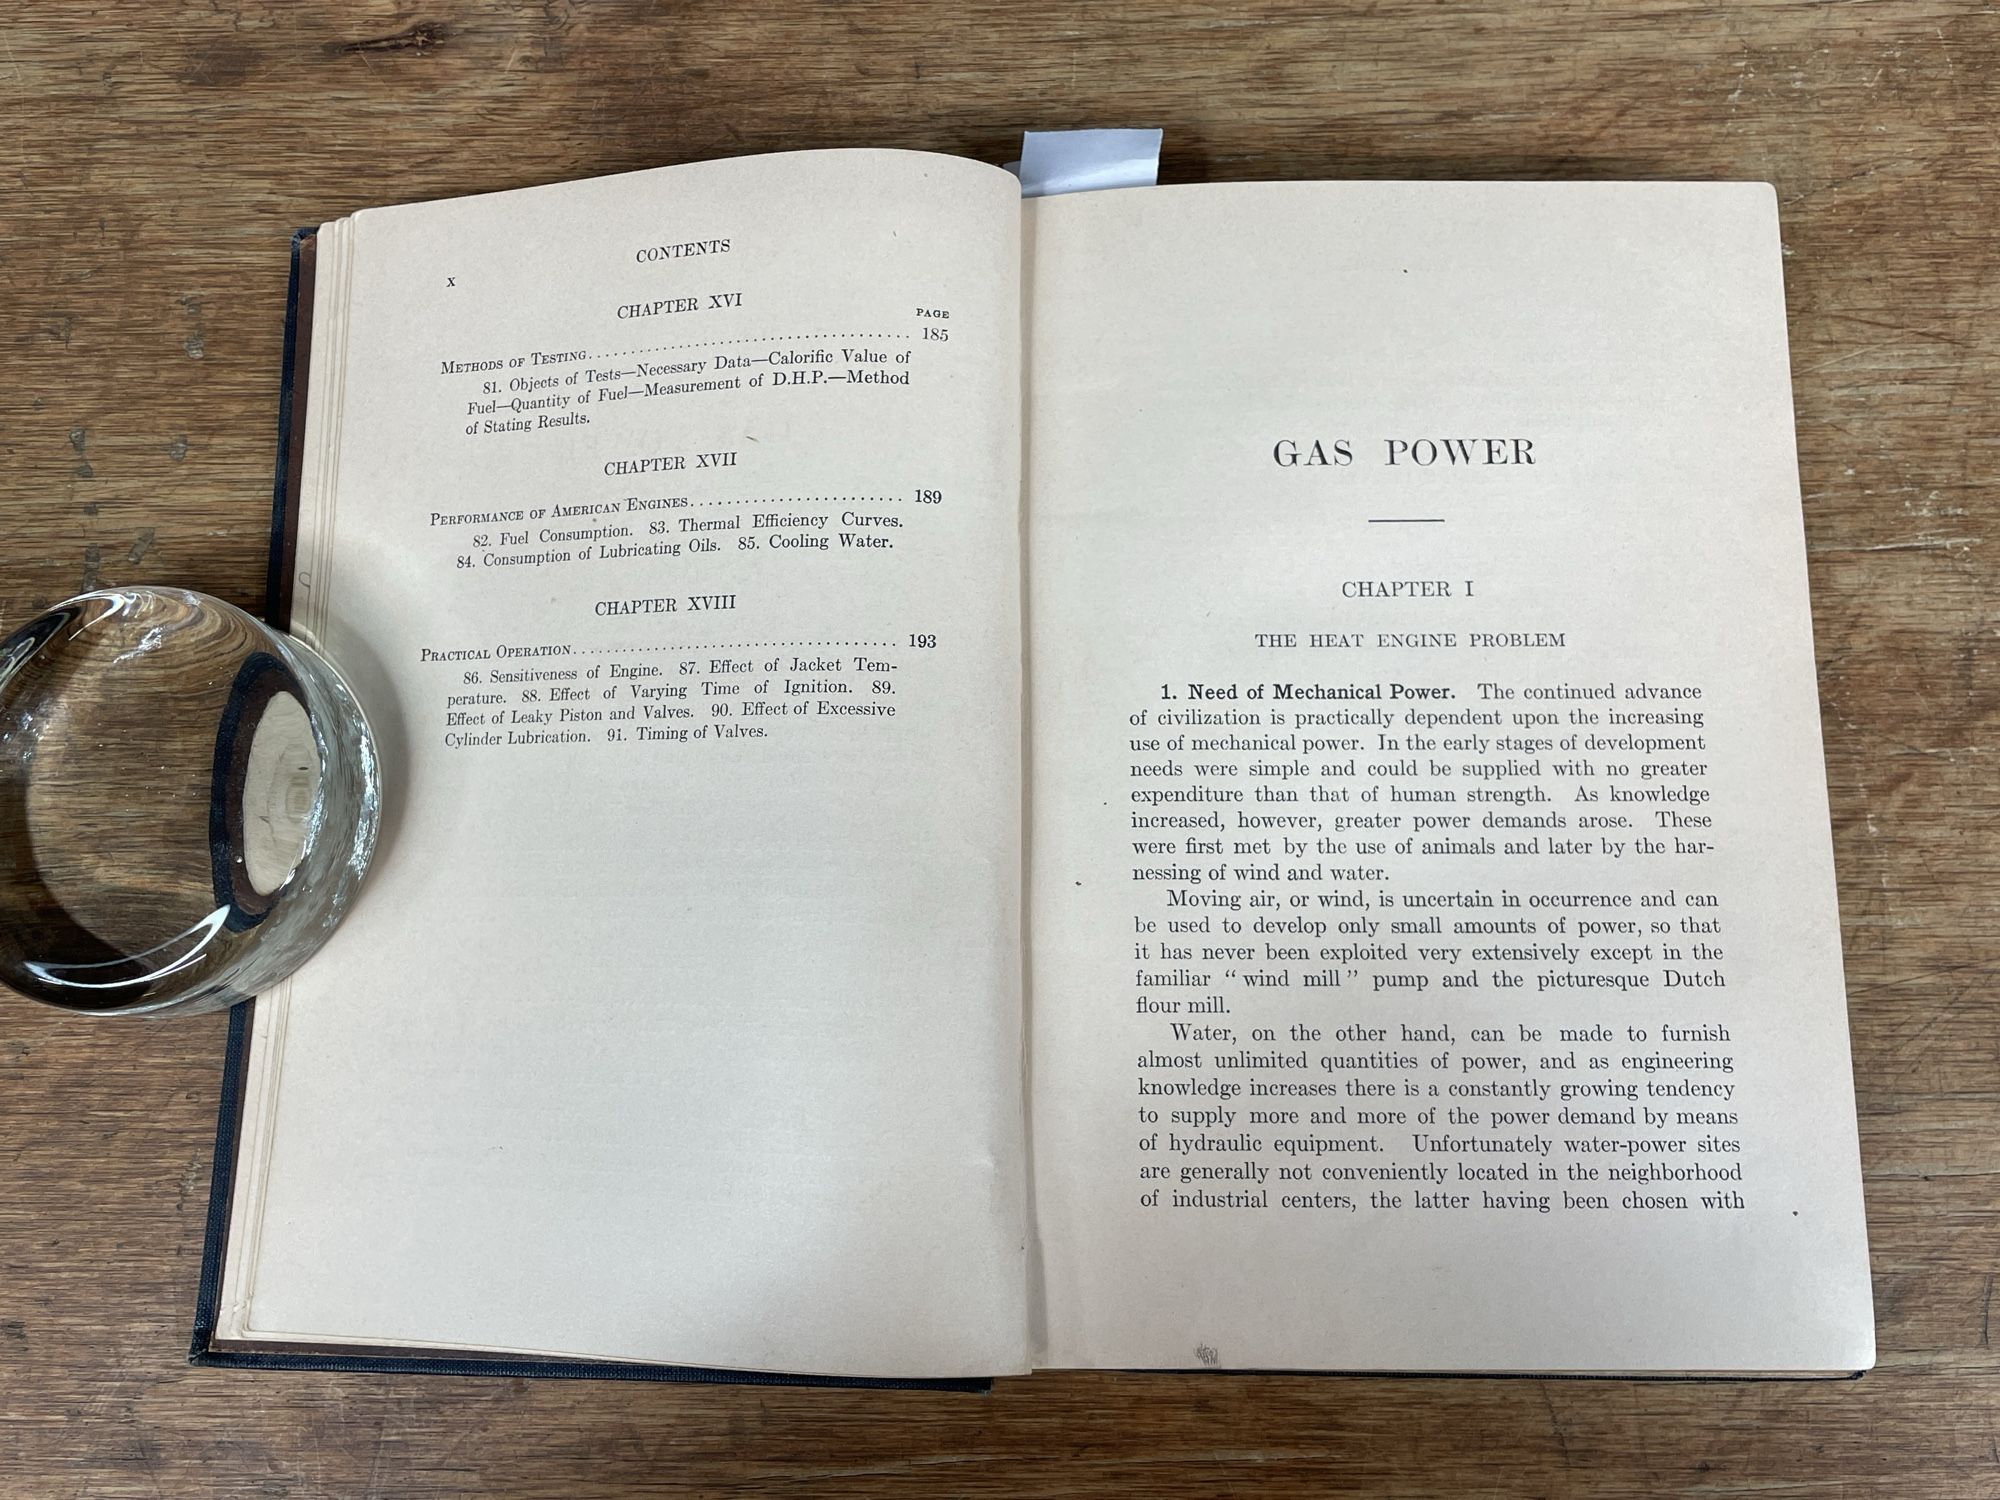 CONTENTS
x
CHAPTER XVI
PAGE
METHODS OF TESTING.................................... 185
81. Objects of Tests—Necessary Data—Calorific Value of
Fuel—Quantity of Fuel—Measurement of D.H.P.—Method
of Stating Results.
CHAPTER XVII
PERFORMANCE OF AMERICAN ENGINES........................ 189
82. Fuel Consumption. 83. Thermal Efficiency Curves.
84. Consumption of Lubricating Oils. 85. Cooling Water.
CHAPTER XVIII
PRACTICAL OPERATION.................................... 193
86. Sensitiveness of Engine. 87. Effect of Jacket Tem-
perature. 88. Effect of Varying Time of Ignition. 89.
Effect of Leaky Piston and Valves. 90. Effect of Excessive
Cylinder Lubrication. 91. Timing of Valves.
GAS POWER
CHAPTER I
THE HEAT ENGINE PROBLEM
1. Need of Mechanical Power. The continued advance
of civilization is practically dependent upon the increasing
use of mechanical power. In the early stages of development
needs were simple and could be supplied with no greater
expenditure than that of human strength. As knowledge
increased, however, greater power demands arose. These
were first met by the use of animals and later by the har-
nessing of wind and water.
Moving air, or wind, is uncertain in occurrence and can
be used to develop only small amounts of power, so that
it has never been exploited very extensively except in the
familiar “wind mill” pump and the picturesque Dutch
flour mill.
Water, on the other hand, can be made to furnish
almost unlimited quantities of power, and as engineering
knowledge increases there is a constantly growing tendency
to supply more and more of the power demand by means
of hydraulic equipment. Unfortunately water-power sites
are generally not conveniently located in the neighborhood
of industrial centers, the latter having been chosen with